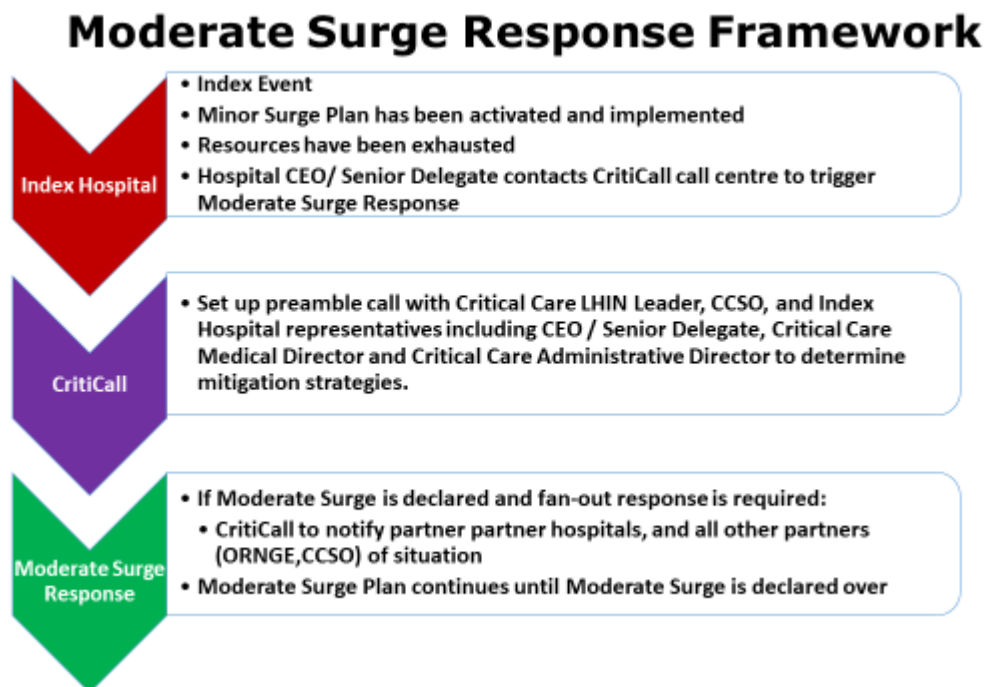 Moderate Surge Response Framework
Index Hospital
• Index Event
• Minor Surge Plan has been activated and implemented
• Resources have been exhausted
• Hospital CEO/ Senior Delegate contacts CritiCall call centre to trigger
Moderate Surge Response
CritiCall
• Set up preamble call with Critical Care LHIN Leader, CCSO, and Index
Hospital representatives including CEO / Senior Delegate, Critical Care
Medical Director and Critical Care Administrative Director to determine
mitigation strategies.
Moderate Surge
Response
• If Moderate Surge is declared and fan-out response is required:
• CritiCall to notify partner partner hospitals, and all other partners
(ORNGE,CCSO) of situation
• Moderate Surge Plan continues until Moderate Surge is declared over